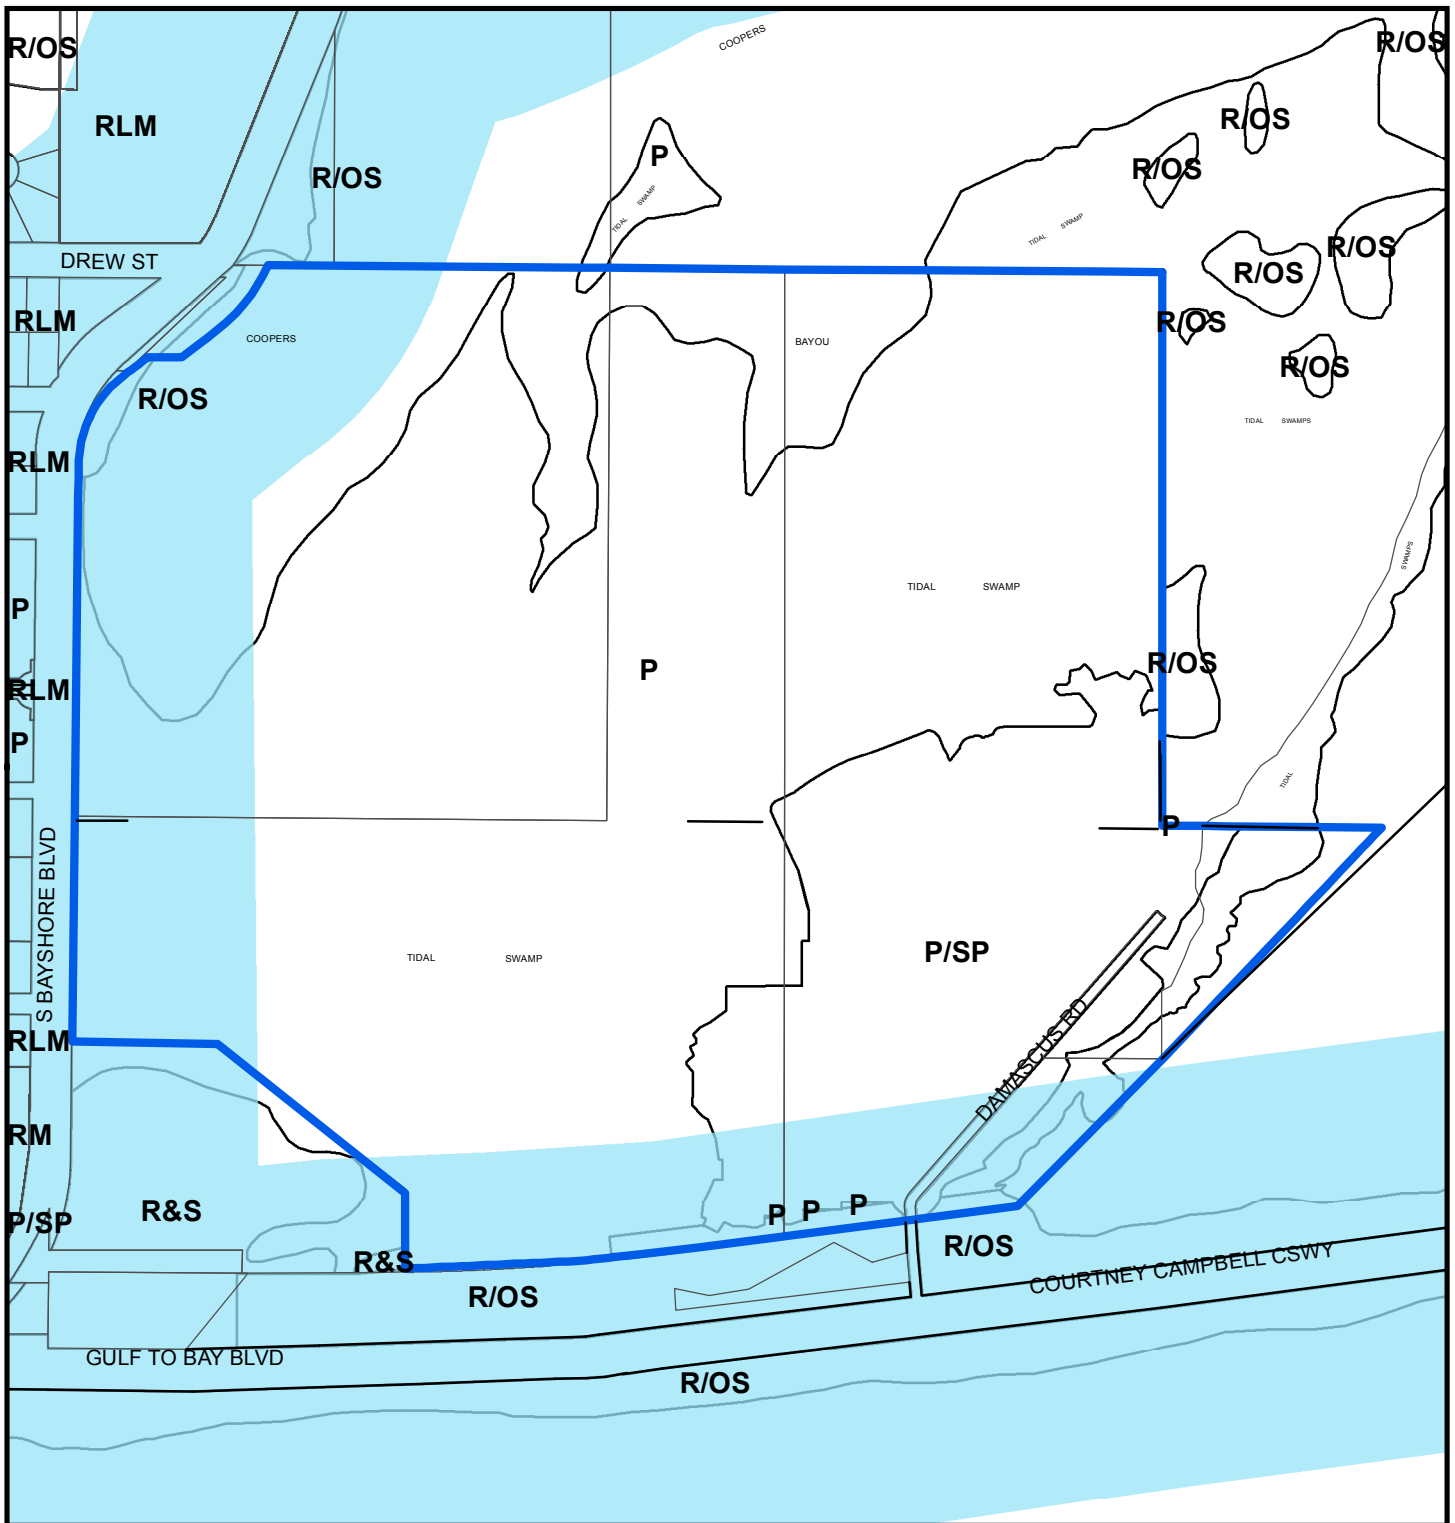 R/OS
COOPERS
R/OS
RLM
R/OS
P
R/OS
R/OS
TIDAL SWAMP
TIDAL SWAMP
DREW ST
R/OS
R/OS
RLM
R/OS
COOPERS
BAYOU
R/OS
R/OS
TIDAL SWAMPS
RLM
SWAMPS
TIDAL SWAMP
P
R/OS
P
RLM
P
TIDAL
P
S BAYSHORE BLVD
P/SP
TIDAL SWAMP
RLM
DAMASCUS RD
RM
R&S
P P P
P/SP
R/OS
R&S
COURTNEY CAMPBELL CSWY
R/OS
GULF TO BAY BLVD
R/OS